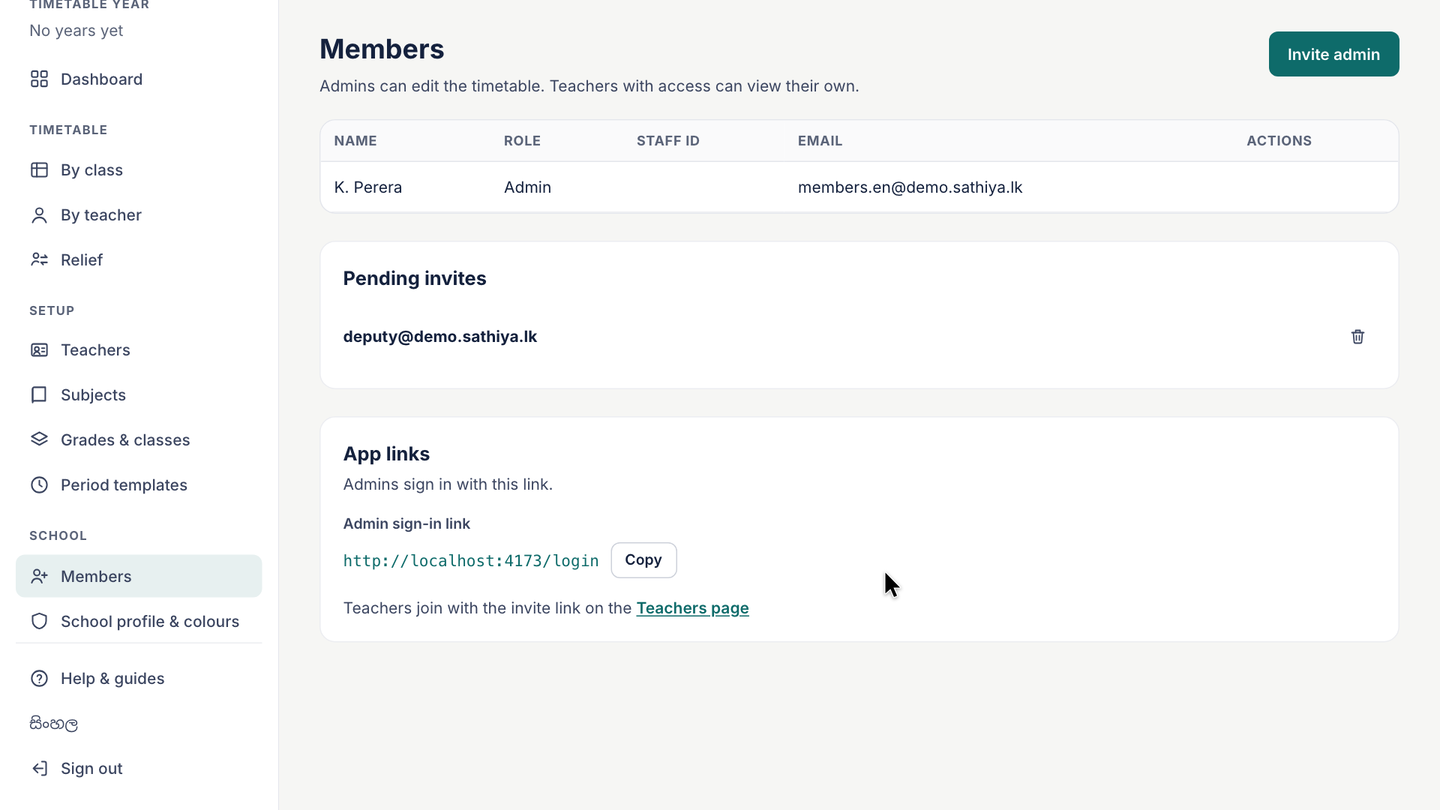 TIMETABLE YEAR
No years yet
Dashboard
TIMETABLE
By class
By teacher
Relief
SETUP
Teachers
Subjects
Grades & classes
Period templates
SCHOOL
Members
School profile & colours
Help & guides
සිංහල
Sign out
Members
Invite admin
Admins can edit the timetable. Teachers with access can view their own.
NAME ROLE STAFF ID EMAIL ACTIONS
K. Perera Admin members.en@demo.sathiya.lk
Pending invites
deputy@demo.sathiya.lk
App links
Admins sign in with this link.
Admin sign-in link
http://localhost:4173/login Copy
Teachers join with the invite link on the Teachers page